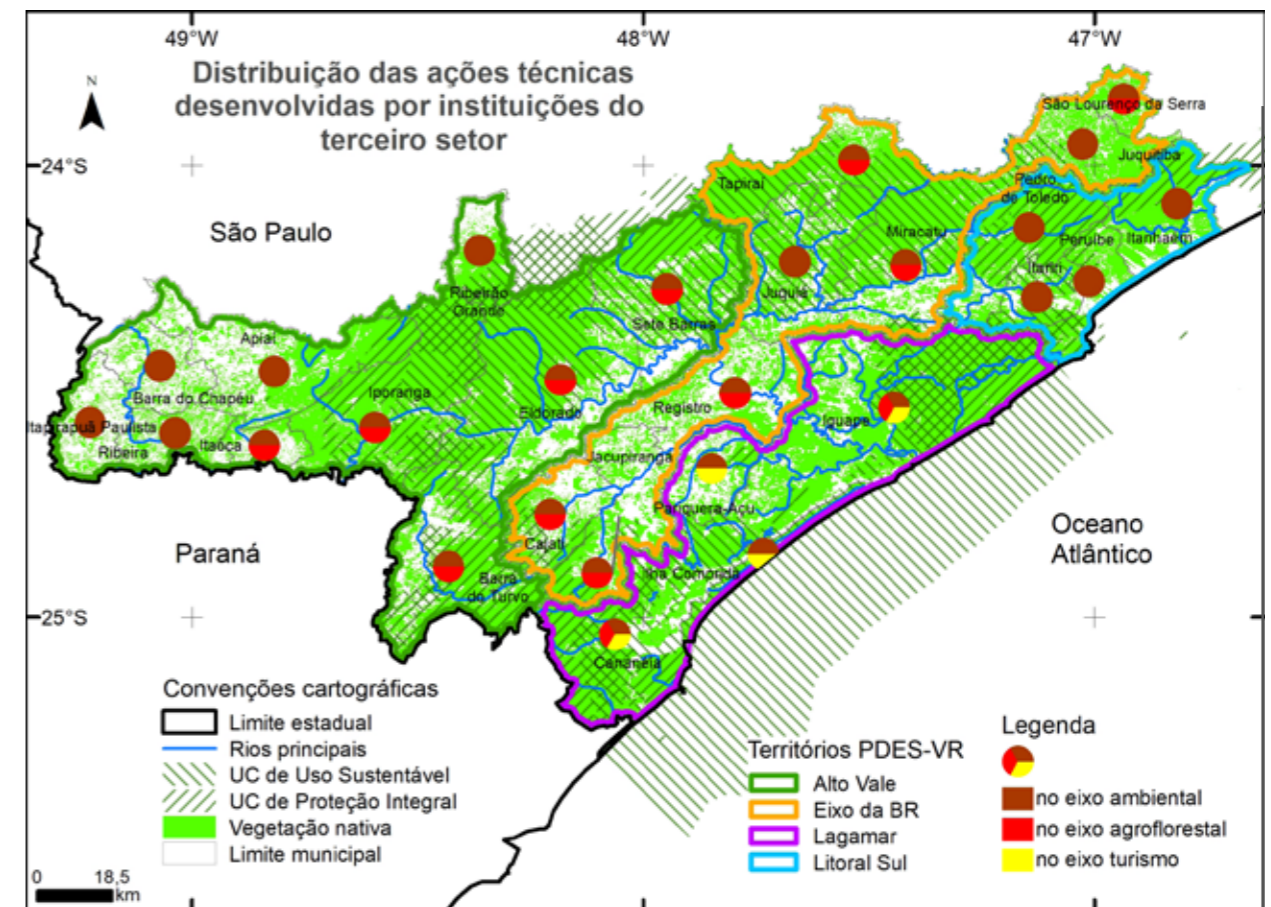 49°W
48°W
47°W
N
Distribuição das ações técnicas
desenvolvidas por instituições do
terceiro setor
São Lourenço da Serra
24°S
Juquitiba
Tapiraí
Pedro
de Toledo
São Paulo
Miracatu
Peruíbe
Itanhaém
Itariri
Juquiá
Ribeirão
Grande
Sete Barras
Apiaí
Iporanga
Barra do Chapéu
Eldorado
Registro
Iguape
Itapirapuã Paulista
Itaóca
Ribeira
Jacupiranga
Pariquera-Açu
Oceano
Atlântico
Paraná
Cajati
Ilha Comprida
Barra
do Turvo
25°S
Cananéia
Convenções cartográficas
Limite estadual
Rios principais
UC de Uso Sustentável
UC de Proteção Integral
Vegetação nativa
Limite municipal
0 18,5
km
Territórios PDES-VR
Alto Vale
Eixo da BR
Lagamar
Litoral Sul
Legenda
no eixo ambiental
no eixo agroflorestal
no eixo turismo